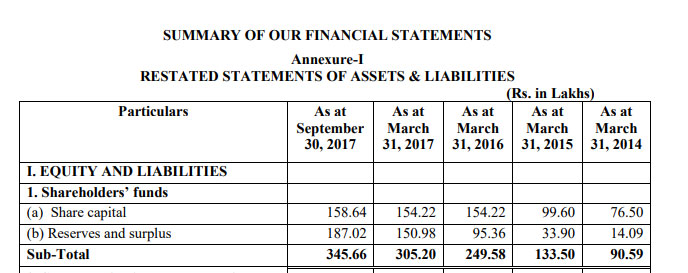 SUMMARY OF OUR FINANCIAL STATEMENTS
Annexure-I
RESTATED STATEMENTS OF ASSETS & LIABILITIES
(Rs. in Lakhs)
Particulars As at September 30, 2017 As at March 31, 2017 As at March 31, 2016 As at March 31, 2015 As at March 31, 2014
I. EQUITY AND LIABILITIES
1. Shareholders' funds
(a) Share capital 158.64 154.22 154.22 99.60 76.50
(b) Reserves and surplus 187.02 150.98 95.36 33.90 14.09
Sub-Total 345.66 305.20 249.58 133.50 90.59